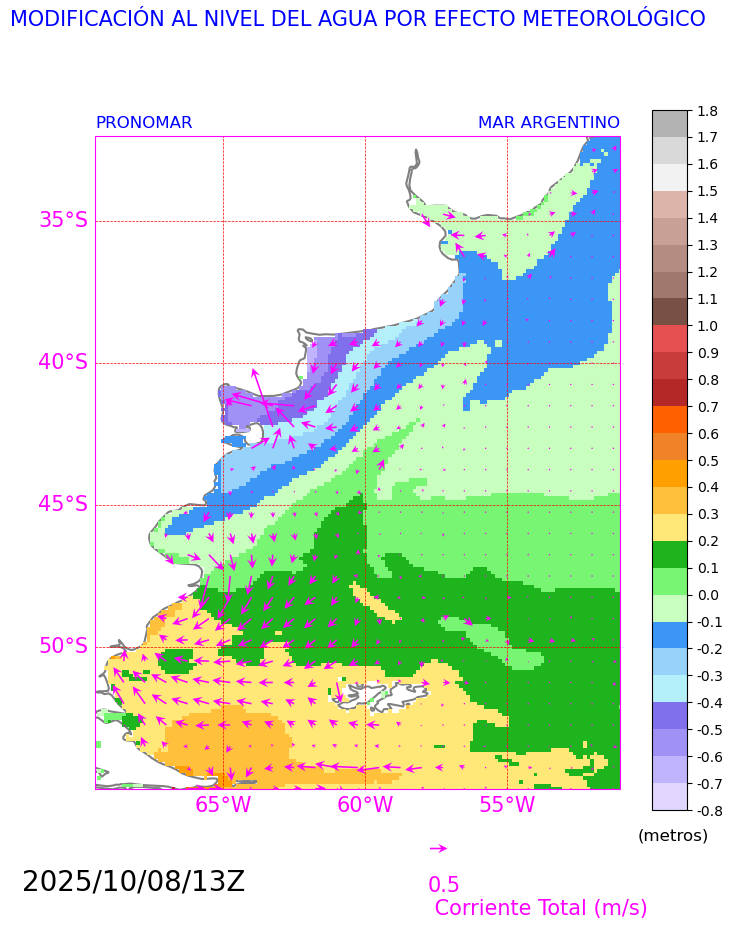 MODIFICACIÓN AL NIVEL DEL AGUA POR EFECTO METEOROLÓGICO
PRONOMAR MAR ARGENTINO
35°S
40°S
45°S
50°S
65°W 60°W 55°W
1.8
1.7
1.6
1.5
1.4
1.3
1.2
1.1
1.0
0.9
0.8
0.7
0.6
0.5
0.4
0.3
0.2
0.1
0.0
-0.1
-0.2
-0.3
-0.4
-0.5
-0.6
-0.7
-0.8
(metros)
2025/10/08/13Z
0.5
Corriente Total (m/s)